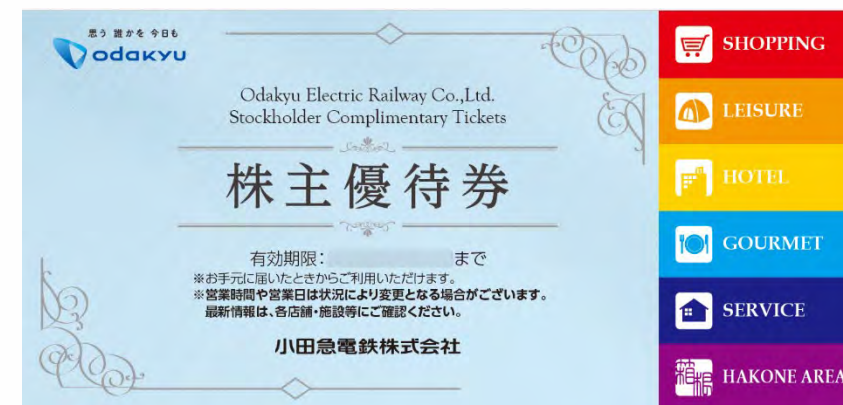 思う 誰かを 今日も
odakyu
Odakyu Electric Railway Co.,Ltd.
Stockholder Complimentary Tickets
株主優待券
有効期限： まで
※お手元に届いたときからご利用いただけます。
※営業時間や営業日は状況により変更となる場合がございます。
最新情報は、各店舗・施設等にご確認ください。
小田急電鉄株式会社
SHOPPING
LEISURE
HOTEL
GOURMET
SERVICE
箱根
HAKONE AREA